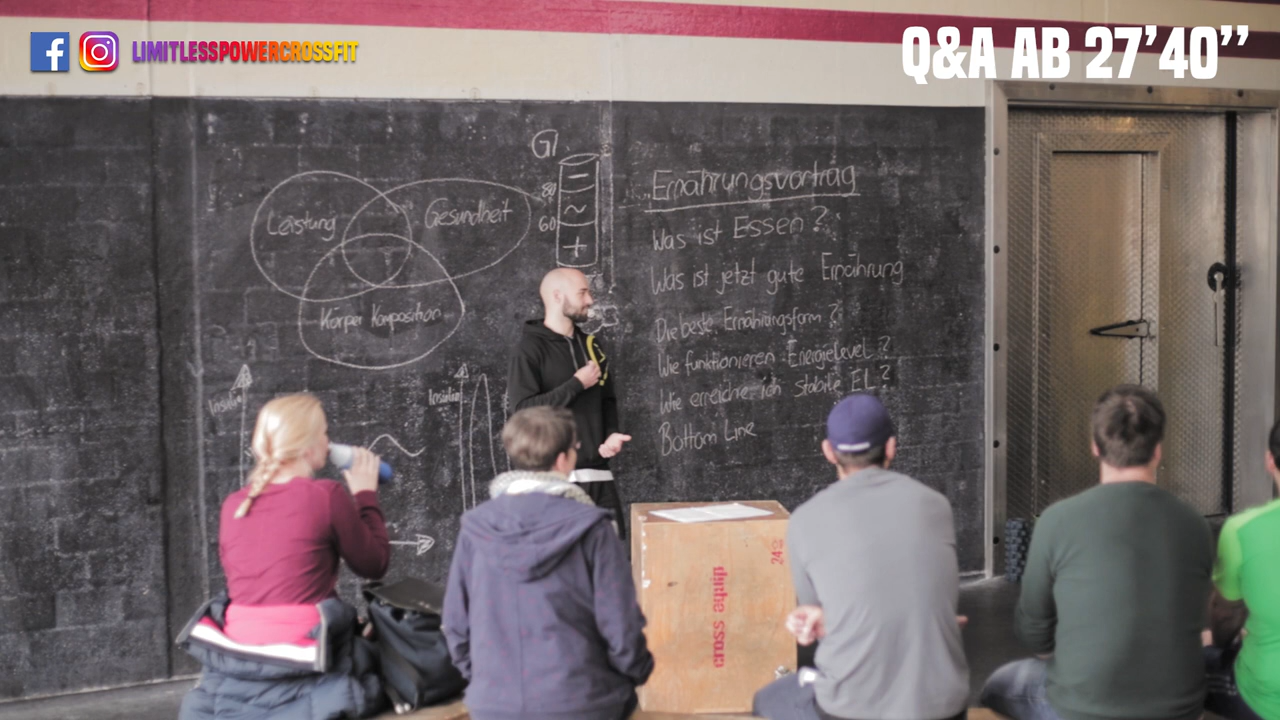 LIMITLESSPOWERCROSSFIT
Q&A AB 27’40’’
GI
80
60
Leistung
Gesundheit
Körper Komposition
Insulin
Insulin
Ernährungsvortrag
Was ist Essen?
Was ist jetzt gute Ernährung
Die beste Ernährungsform?
Wie funktionieren Energielevel?
Wie erreiche ich stabile EL?
Bottom Line
cross equip
24